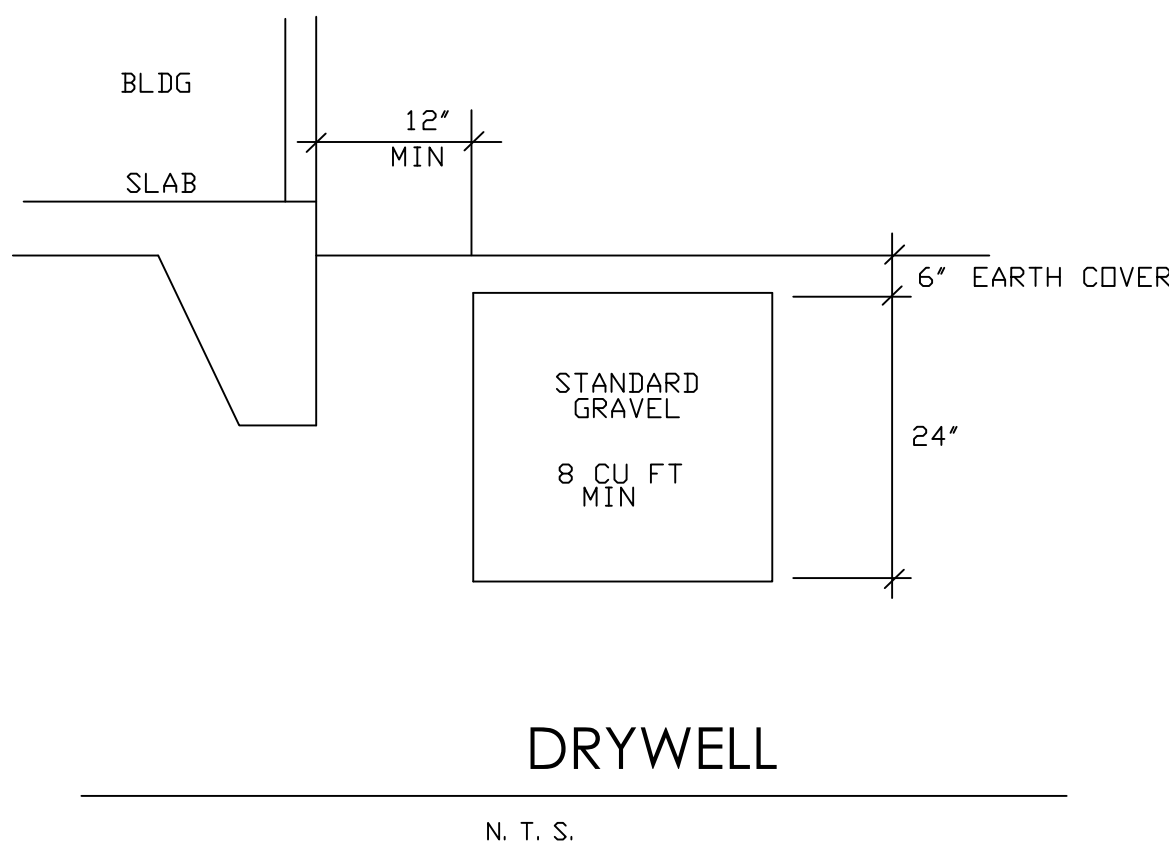 BLDG
12"
MIN
SLAB
6" EARTH COVER
STANDARD
GRAVEL
24"
8 CU FT
MIN
DRYWELL
N. T. S.